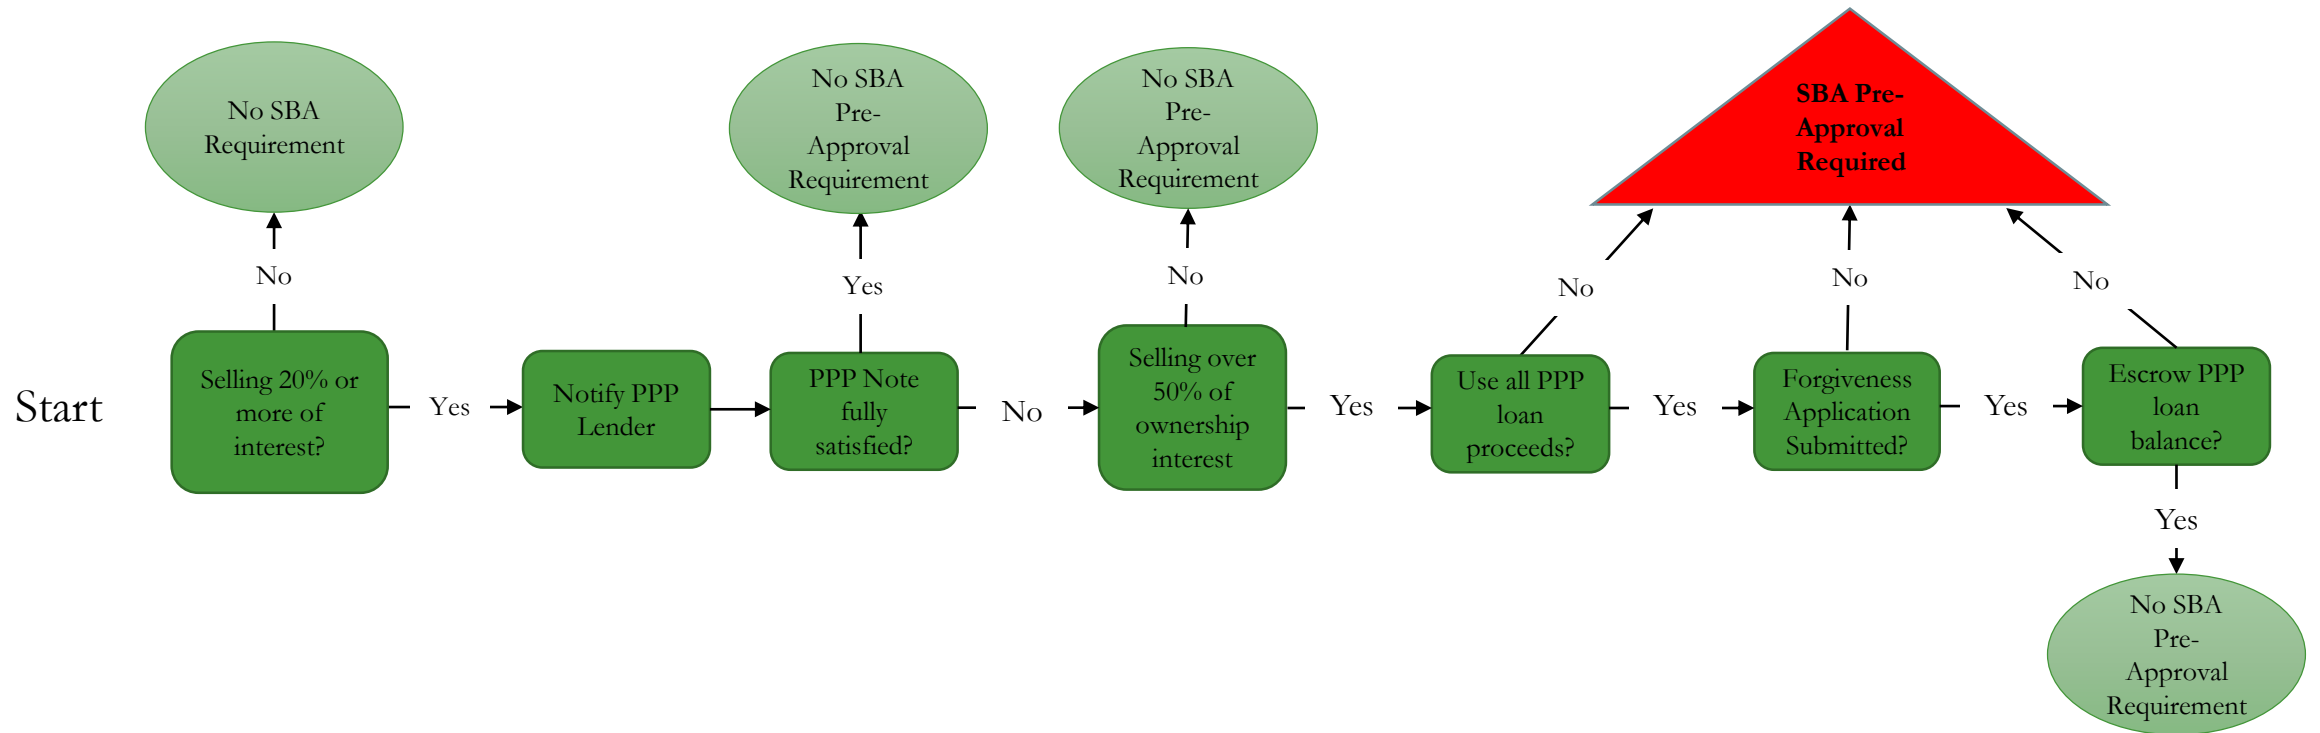 No SBA
Requirement
No SBA
Pre-
Approval
Requirement
No SBA
Pre-
Approval
Requirement
SBA Pre-
Approval
Required
No
Yes
No
No
No
No
Start
Selling 20% or
more of
interest?
Yes
Notify PPP
Lender
PPP Note
fully
satisfied?
No
Selling over
50% of
ownership
interest
Yes
Use all PPP
loan
proceeds?
Yes
Forgiveness
Application
Submitted?
Yes
Escrow PPP
loan
balance?
Yes
No SBA
Pre-
Approval
Requirement